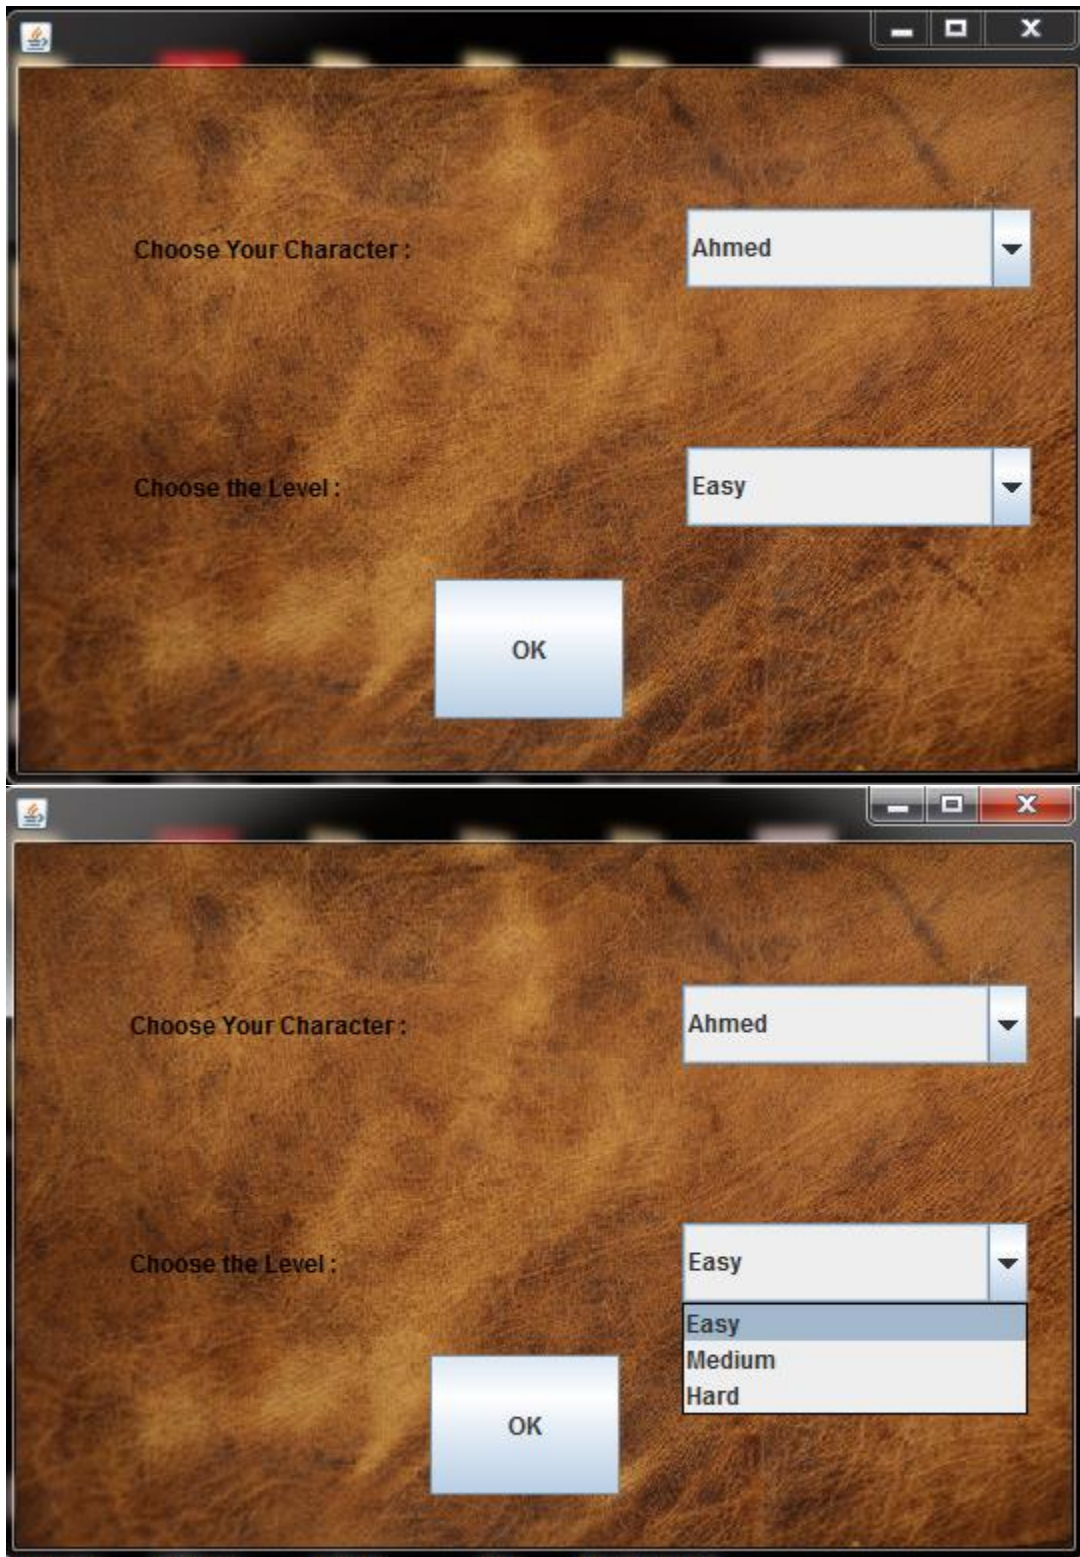 Choose Your Character :
Ahmed
Choose the Level :
Easy
OK
Choose Your Character :
Ahmed
Choose the Level :
Easy
Easy
Medium
Hard
OK